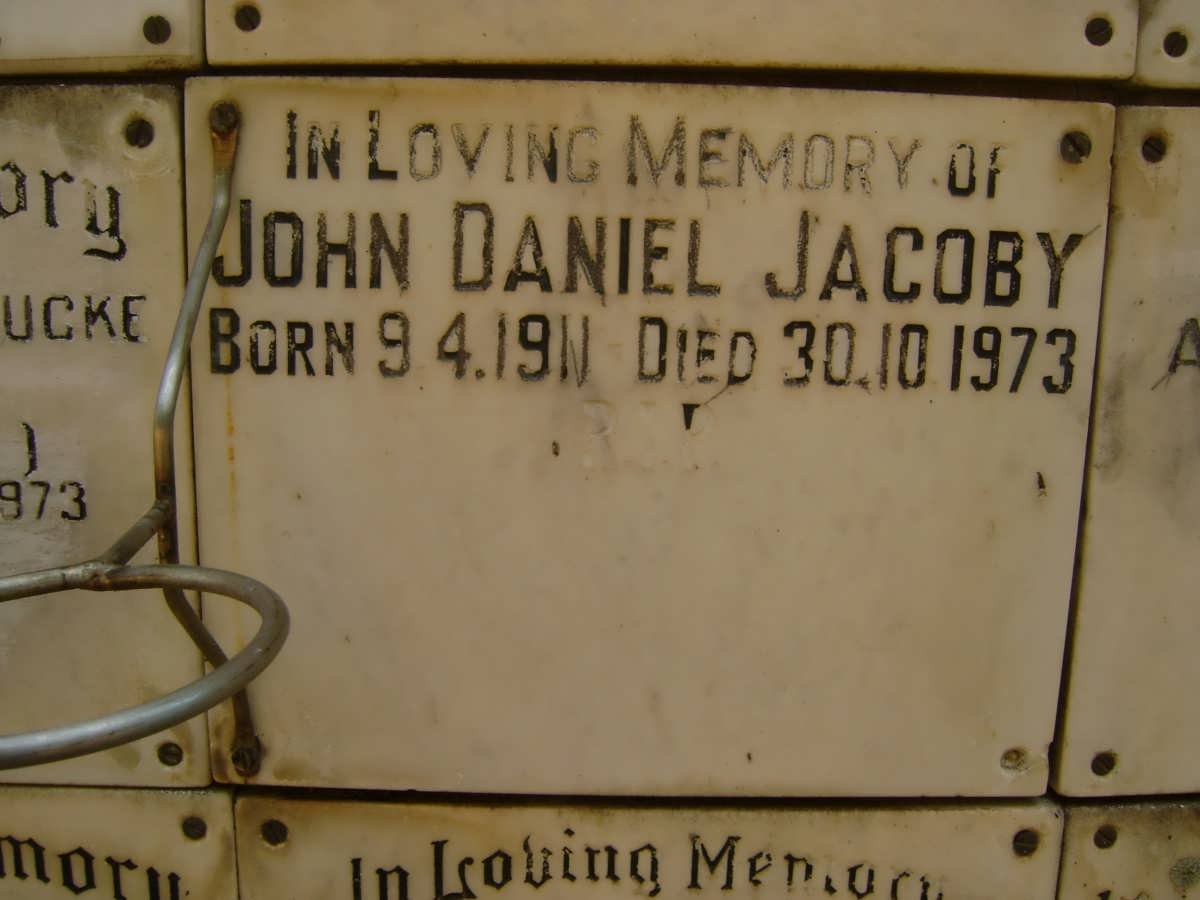 IN LOVING MEMORY OF
JOHN DANIEL JACOBY
BORN 9 4.1911 DIED 30.10 1973
R.I.P.
ory
UCKE
)
973
A
mory
In Loving Memory